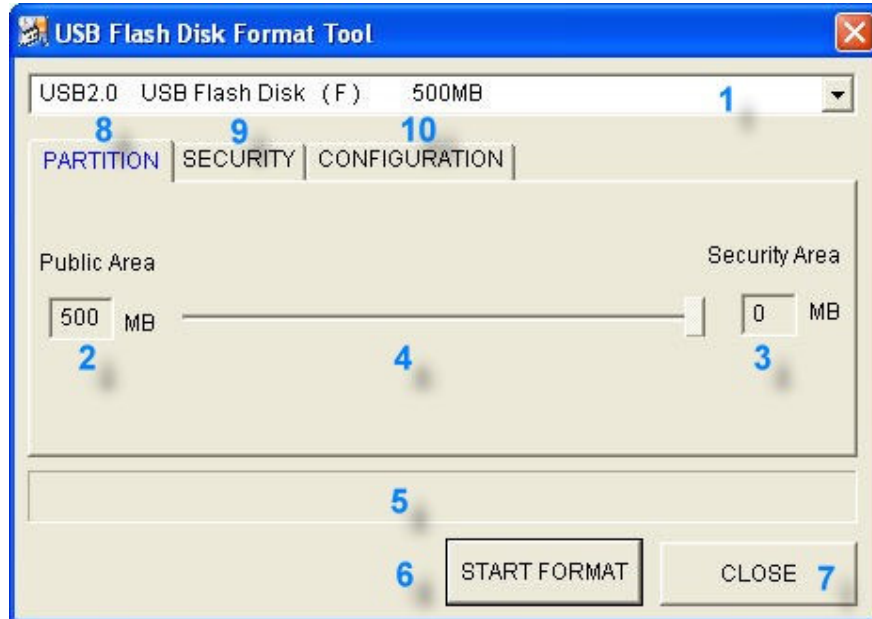 USB Flash Disk Format Tool
USB2.0 USB Flash Disk (F) 500MB 1
8 9 10
PARTITION SECURITY CONFIGURATION
Public Area Security Area
500 MB 0 MB
2 4 3
5
6 START FORMAT CLOSE 7